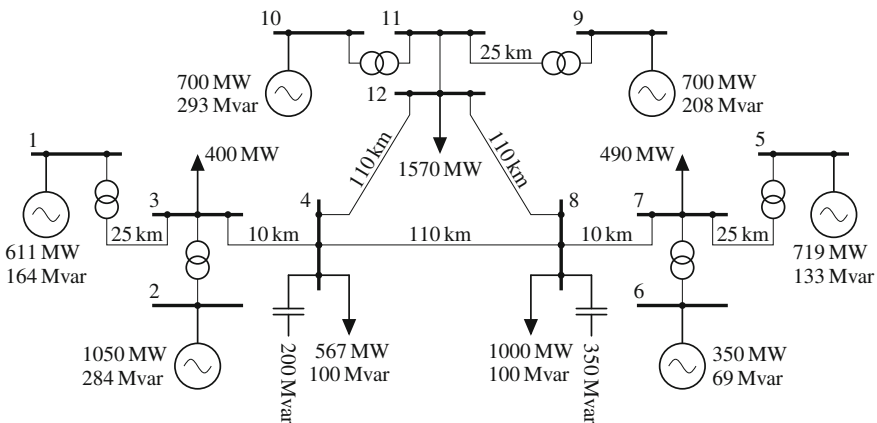 10
11
9
25 km
700 MW
293 Mvar
700 MW
208 Mvar
12
110 km
110 km
1570 MW
1
400 MW
490 MW
5
3
4
8
7
25 km
10 km
110 km
10 km
25 km
611 MW
164 Mvar
719 MW
133 Mvar
2
6
1050 MW
284 Mvar
200 Mvar
567 MW
100 Mvar
1000 MW
100 Mvar
350 Mvar
350 MW
69 Mvar